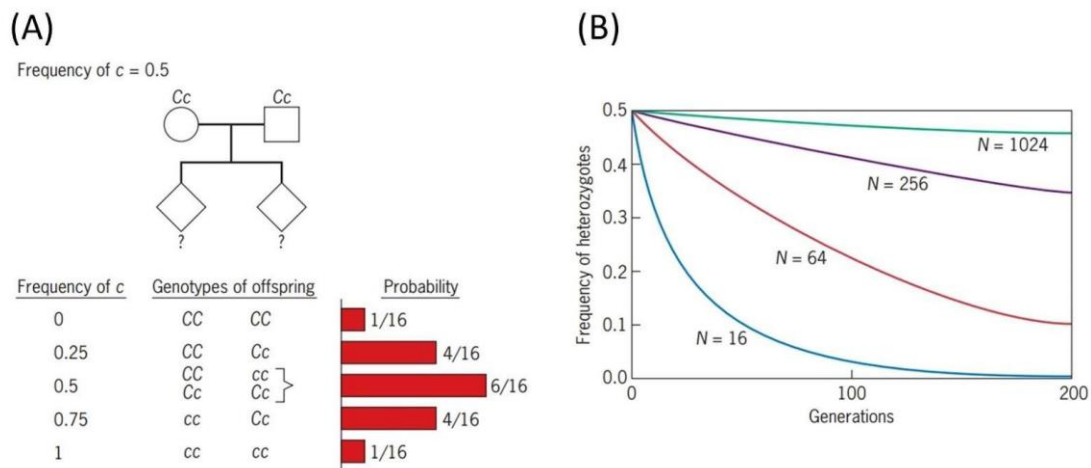 (A)
Frequency of c = 0.5
Cc Cc
? ?
Frequency of c Genotypes of offspring Probability
0 CC CC 1/16
0.25 CC Cc 4/16
0.5 CC cc 6/16
Cc Cc
0.75 cc Cc 4/16
1 cc cc 1/16
(B)
Frequency of heterozygotes
0.5
0.4
0.3
0.2
0.1
0.0
N = 1024
N = 256
N = 64
N = 16
0 100 200
Generations